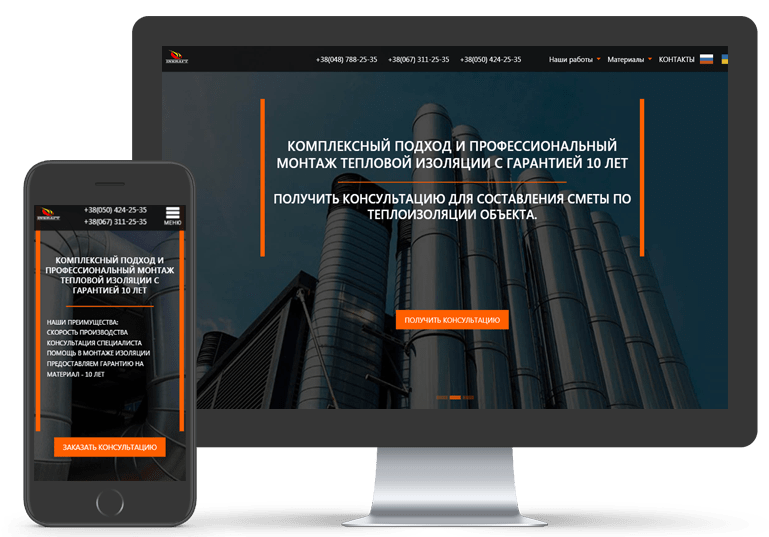 +38(048) 788-25-35 +38(067) 311-25-35 +38(050) 424-25-35 Наши работы Материалы КОНТАКТЫ
КОМПЛЕКСНЫЙ ПОДХОД И ПРОФЕССИОНАЛЬНЫЙ
МОНТАЖ ТЕПЛОВОЙ ИЗОЛЯЦИИ С ГАРАНТИЕЙ 10 ЛЕТ
ПОЛУЧИТЬ КОНСУЛЬТАЦИЮ ДЛЯ СОСТАВЛЕНИЯ СМЕТЫ ПО
ТЕПЛОИЗОЛЯЦИИ ОБЪЕКТА.
ПОЛУЧИТЬ КОНСУЛЬТАЦИЮ
+38(050) 424-25-35
+38(067) 311-25-35
МЕНЮ
КОМПЛЕКСНЫЙ ПОДХОД И
ПРОФЕССИОНАЛЬНЫЙ МОНТАЖ
ТЕПЛОВОЙ ИЗОЛЯЦИИ С
ГАРАНТИЕЙ 10 ЛЕТ
НАШИ ПРЕИМУЩЕСТВА:
СКОРОСТЬ ПРОИЗВОДСТВА
КОНСУЛЬТАЦИЯ СПЕЦИАЛИСТА
ПОМОЩЬ В МОНТАЖЕ ИЗОЛЯЦИИ
ПРЕДОСТАВЛЯЕМ ГАРАНТИЮ НА
МАТЕРИАЛ - 10 ЛЕТ
ЗАКАЗАТЬ КОНСУЛЬТАЦИЮ